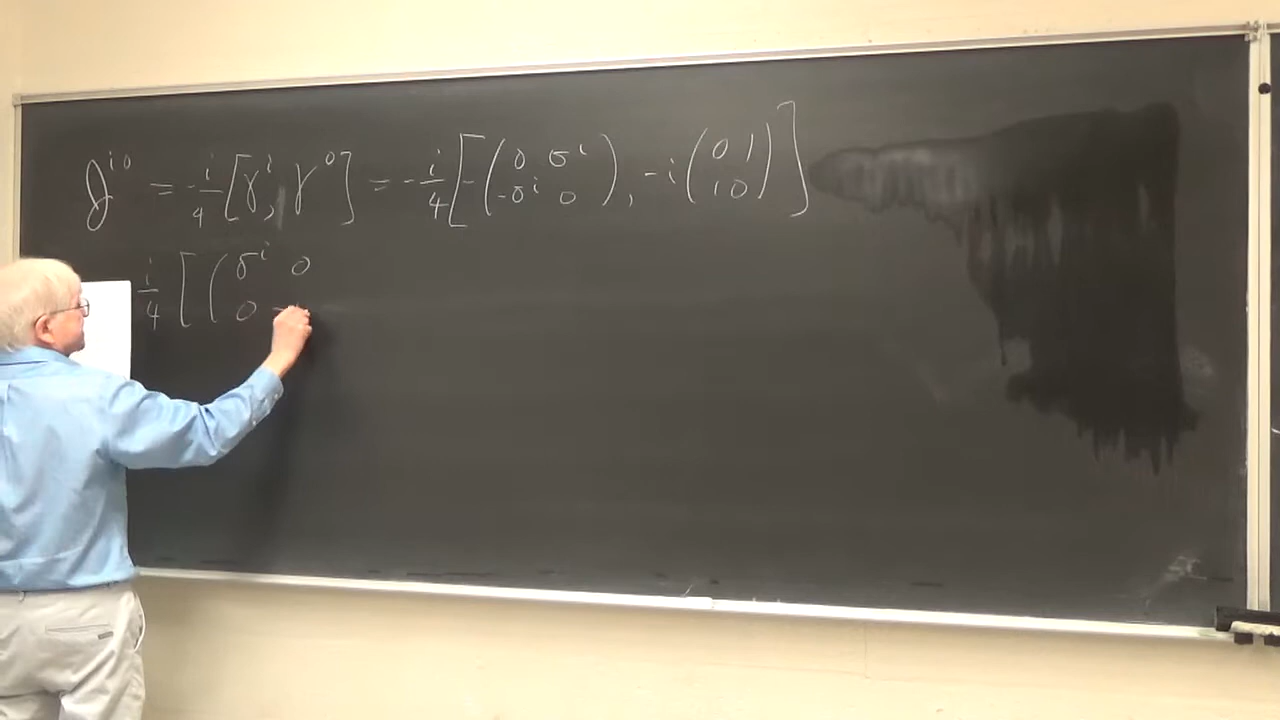 J^{i0} = -i/4 [γ^i, γ^0] = -i/4 [-(0 σ^i; -σ^i 0), -i(0 1; 1 0)]
i/4 [(σ^i 0; 0 -